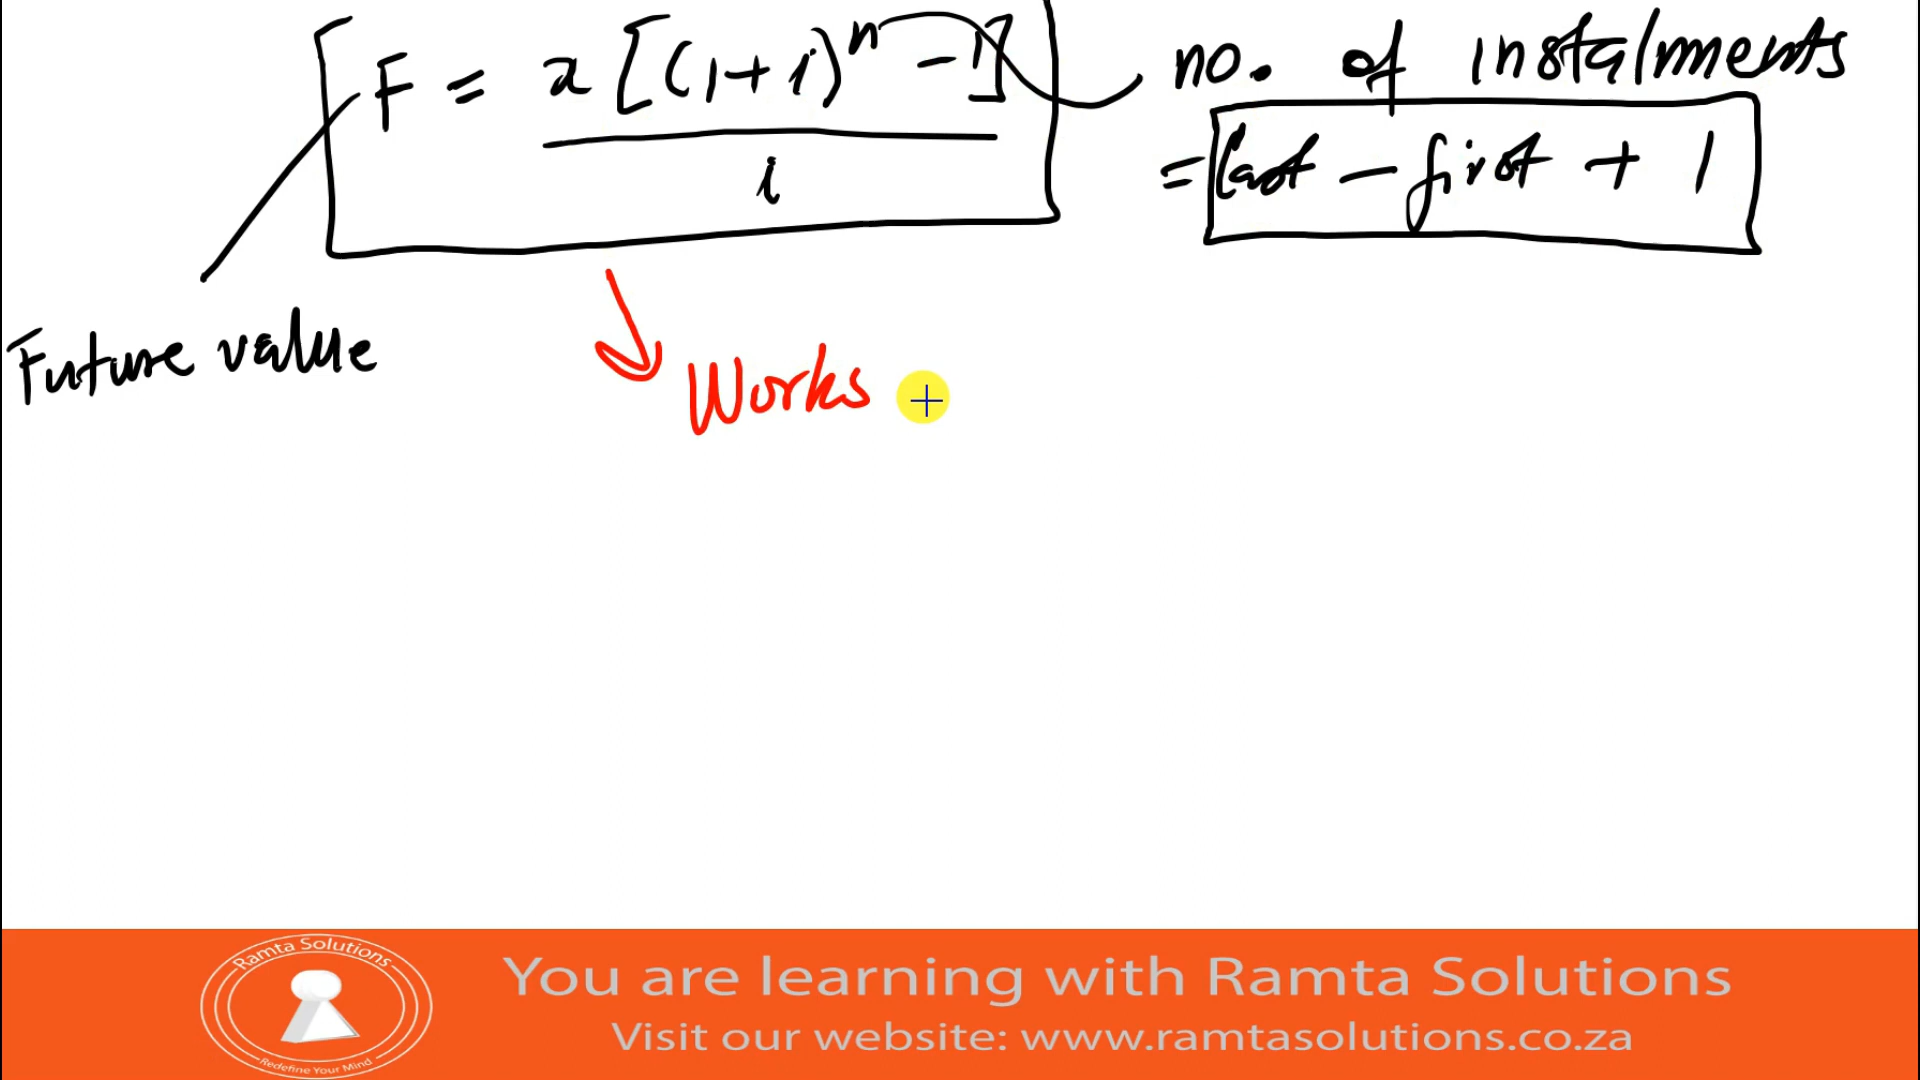 F = x[(1+i)^n - 1] / i
no. of instalments
= last - first + 1
Future value
Works
Ramta Solutions
Redefine Your Mind
You are learning with Ramta Solutions
Visit our website: www.ramtasolutions.co.za